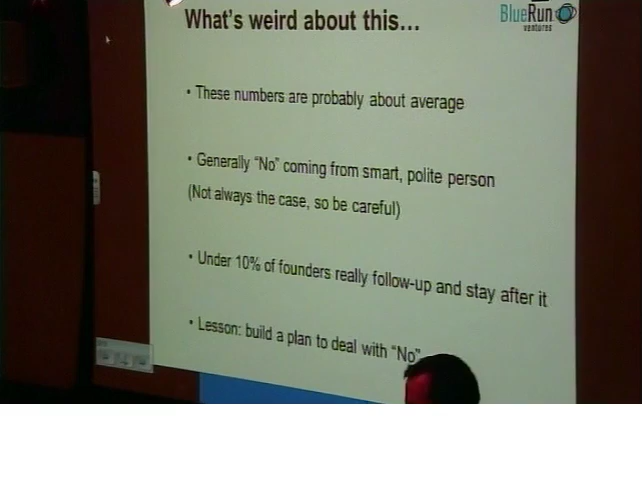 What's weird about this...
BlueRun
ventures
• These numbers are probably about average
• Generally “No” coming from smart, polite person
(Not always the case, so be careful)
• Under 10% of founders really follow-up and stay after it
• Lesson: build a plan to deal with “No”